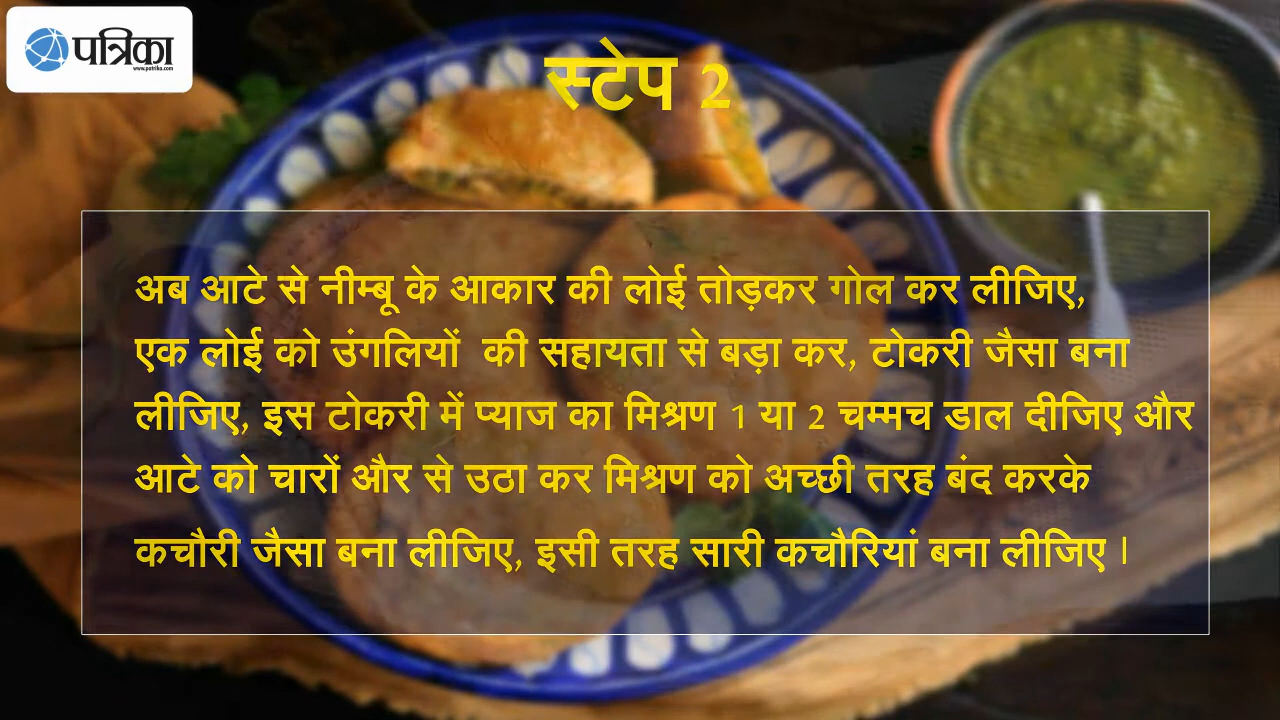 पत्रिका
www.patrika.com
स्टेप 2
अब आटे से नीम्बू के आकार की लोई तोड़कर गोल कर लीजिए,
एक लोई को उंगलियों की सहायता से बड़ा कर, टोकरी जैसा बना
लीजिए, इस टोकरी में प्याज का मिश्रण 1 या 2 चम्मच डाल दीजिए और
आटे को चारों और से उठा कर मिश्रण को अच्छी तरह बंद करके
कचौरी जैसा बना लीजिए, इसी तरह सारी कचौरियां बना लीजिए ।